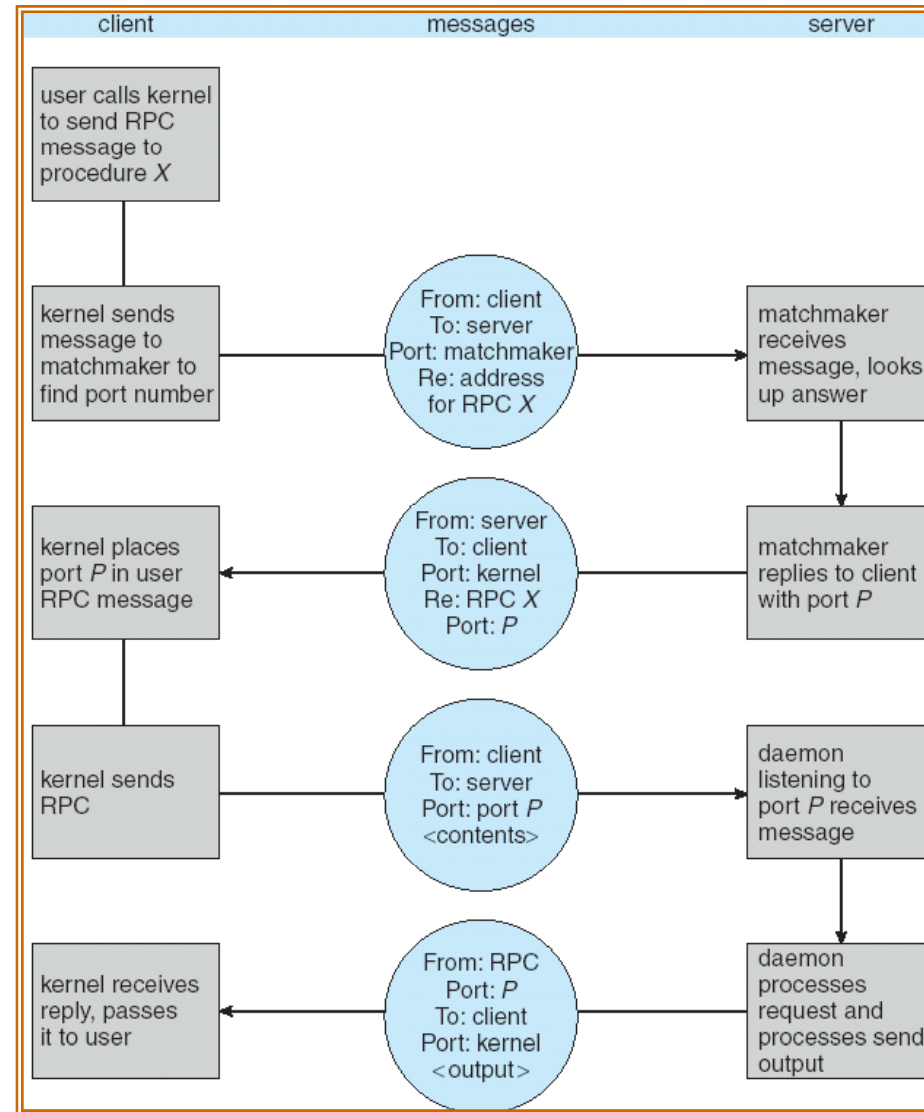 client
messages
server
user calls kernel
to send RPC
message to
procedure X
kernel sends
message to
matchmaker to
find port number
From: client
To: server
Port: matchmaker
Re: address
for RPC X
matchmaker
receives
message, looks
up answer
kernel places
port P in user
RPC message
From: server
To: client
Port: kernel
Re: RPC X
Port: P
matchmaker
replies to client
with port P
kernel sends
RPC
From: client
To: server
Port: port P
<contents>
daemon
listening to
port P receives
message
kernel receives
reply, passes
it to user
From: RPC
Port: P
To: client
Port: kernel
<output>
daemon
processes
request and
processes send
output